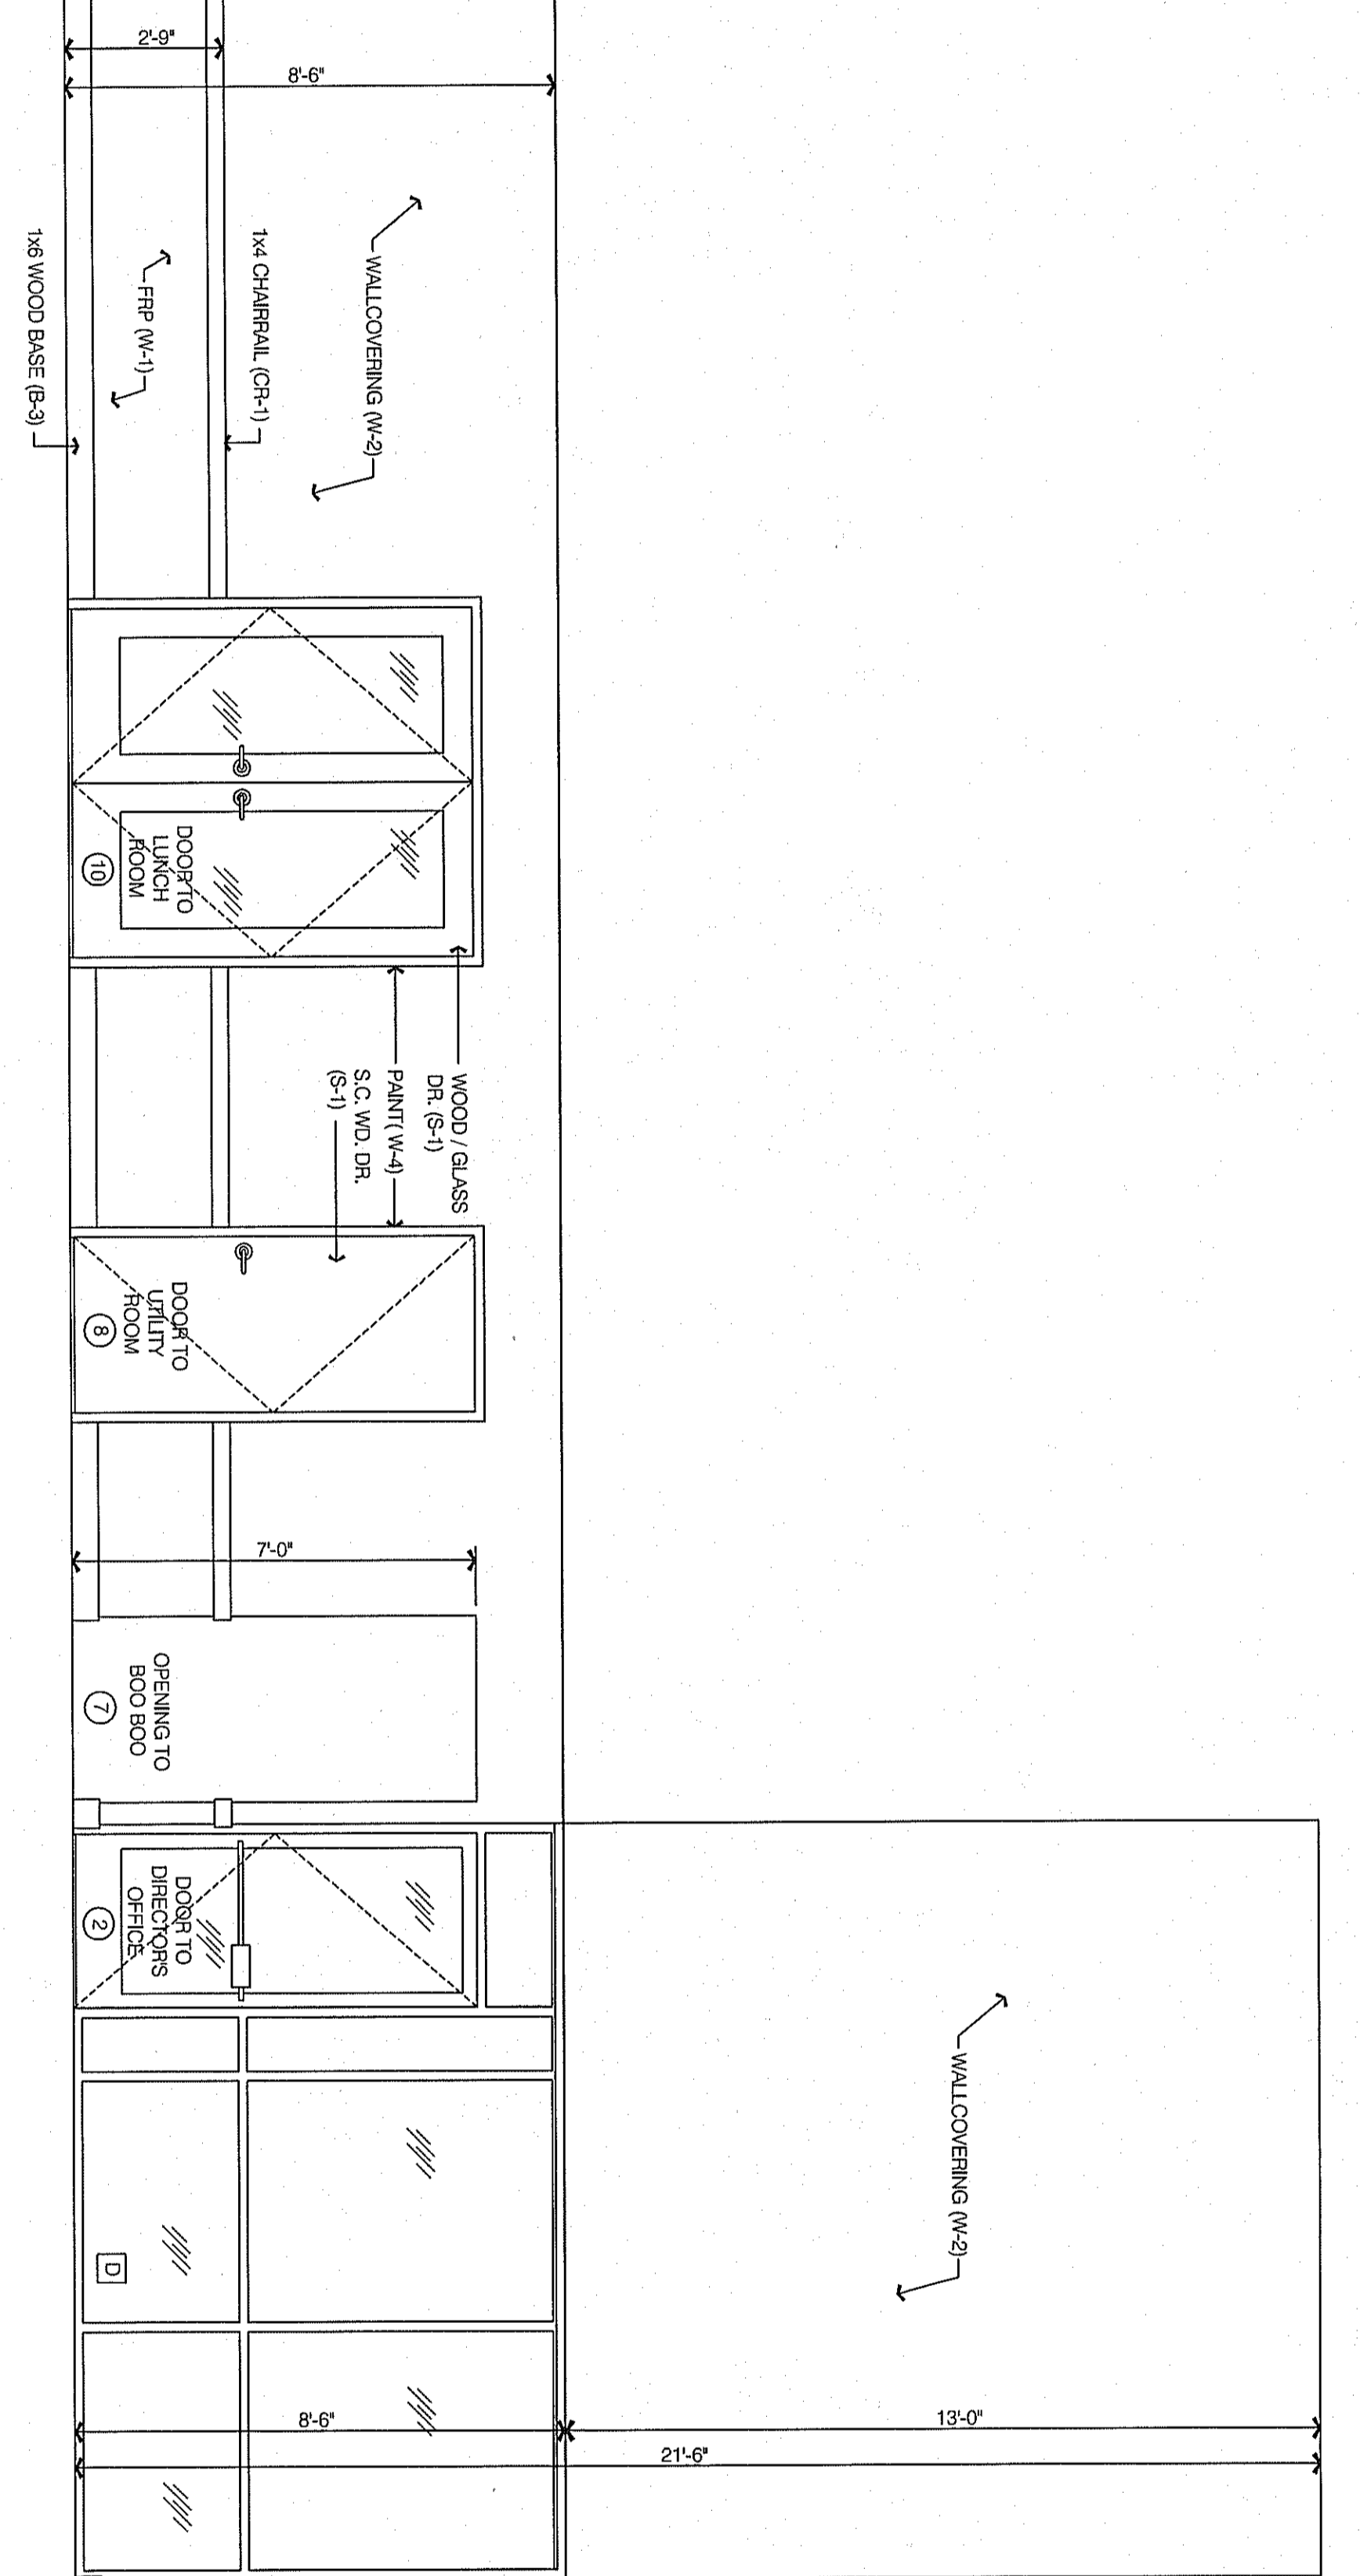 2'-9"
8'-6"
WALLCOVERING (W-2)
1x4 CHAIRRAIL (CR-1)
FRP (W-1)
1x6 WOOD BASE (B-3)
DOOR TO
LUNCH
ROOM
10
WOOD / GLASS
DR. (S-1)
PAINT( W-4)
S.C. WD. DR.
(S-1)
DOOR TO
UTILITY
ROOM
8
7'-0"
OPENING TO
BOO BOO
7
DOOR TO
DIRECTOR'S
OFFICE
2
WALLCOVERING (W-2)
D
8'-6"
13'-0"
21'-6"